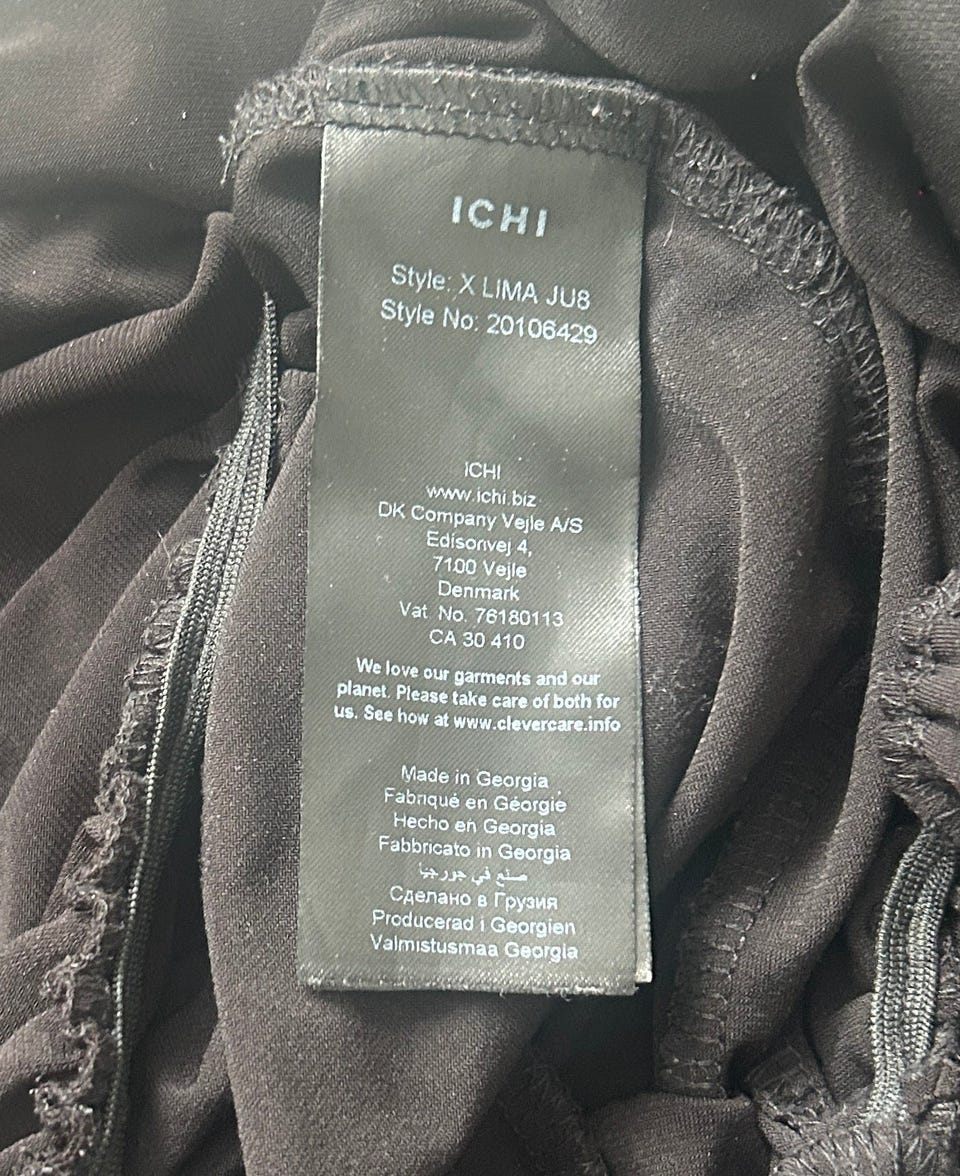 ICHI
Style: X LIMA JU8
Style No: 20106429
ICHI
www.ichi.biz
DK Company Vejle A/S
Edisonvej 4,
7100 Vejle
Denmark
Vat. No. 76180113
CA 30 410
We love our garments and our
planet. Please take care of both for
us. See how at www.clevercare.info
Made in Georgia
Fabriqué en Géorgie
Hecho en Georgia
Fabbricato in Georgia
صنع في جورجيا
Сделано в Грузия
Producerad i Georgien
Valmistusmaa Georgia